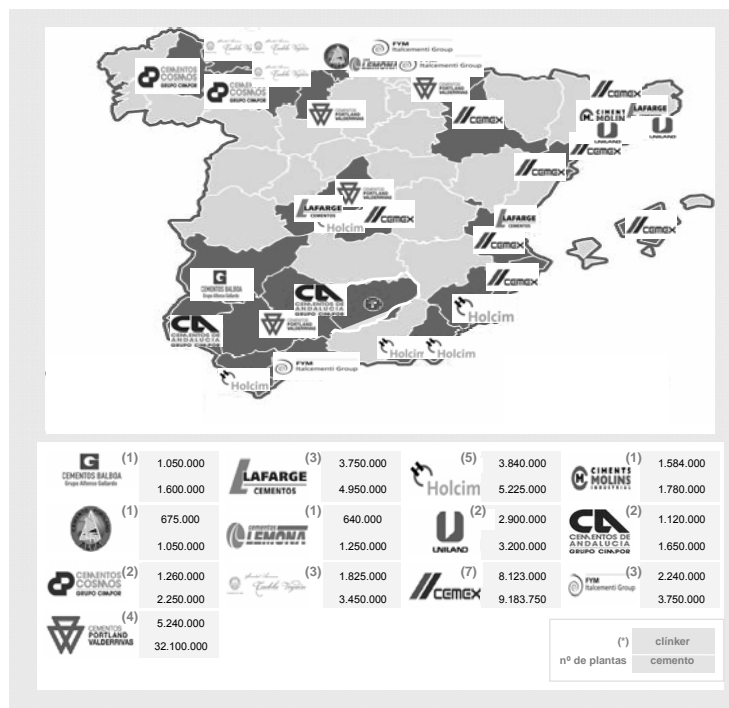 FYM
Italcementi Group
CEMENTOS
COSMOS
GRUPO CIMPOR
CEMENTOS
COSMOS
GRUPO CIMPOR
LEMONA
Italcementi Group
CEMENTOS
PORTLAND
VALDERRIVAS
CEMENTOS
PORTLAND
VALDERRIVAS
CEMEX
CEMEX
CIMENT
MOLIN
LAFARGE
UNILAND
UNILAND
CEMEX
CEMEX
CEMENTOS
PORTLAND
VALDERRIVAS
LAFARGE
CEMENTOS
CEMEX
Holcim
LAFARGE
CEMENTOS
CEMEX
CEMEX
CEMEX
G
CEMENTOS BALBOA
Grupo Alfonso Gallardo
CA
CEMENTOS DE
ANDALUCIA
GRUPO CIMPOR
CA
CEMENTOS DE
ANDALUCIA
GRUPO CIMPOR
CEMENTOS
PORTLAND
VALDERRIVAS
Holcim
Holcim
Holcim
FYM
Italcementi Group
Holcim
G
CEMENTOS BALBOA
Grupo Alfonso Gallardo
(1)
1.050.000
1.600.000
LAFARGE
CEMENTOS
(3)
3.750.000
4.950.000
Holcim
(5)
3.840.000
5.225.000
CIMENTS
MOLINS
INDUSTRIAL
(1)
1.584.000
1.780.000
(1)
675.000
1.050.000
cementos
LEMONA
(1)
640.000
1.250.000
UNILAND
(2)
2.900.000
3.200.000
CA
CEMENTOS DE
ANDALUCIA
GRUPO CIMPOR
(2)
1.120.000
1.650.000
CEMENTOS
COSMOS
GRUPO CIMPOR
(2)
1.260.000
2.250.000
(3)
1.825.000
3.450.000
CEMEX
(7)
8.123.000
9.183.750
FYM
Italcementi Group
(3)
2.240.000
3.750.000
CEMENTOS
PORTLAND
VALDERRIVAS
(4)
5.240.000
32.100.000
(*) clinker
nº de plantas cemento